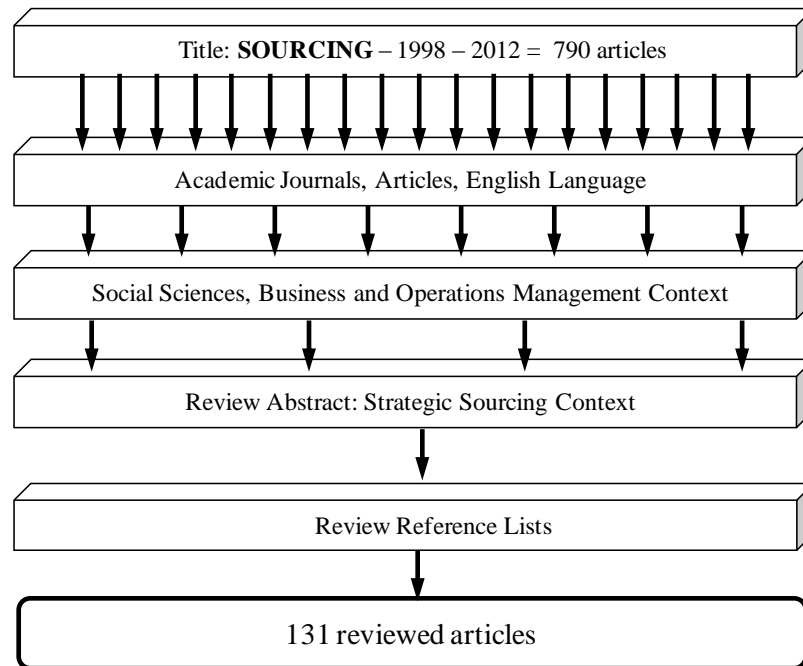 Title: SOURCING – 1998 – 2012 = 790 articles
Academic Journals, Articles, English Language
Social Sciences, Business and Operations Management Context
Review Abstract: Strategic Sourcing Context
Review Reference Lists
131 reviewed articles